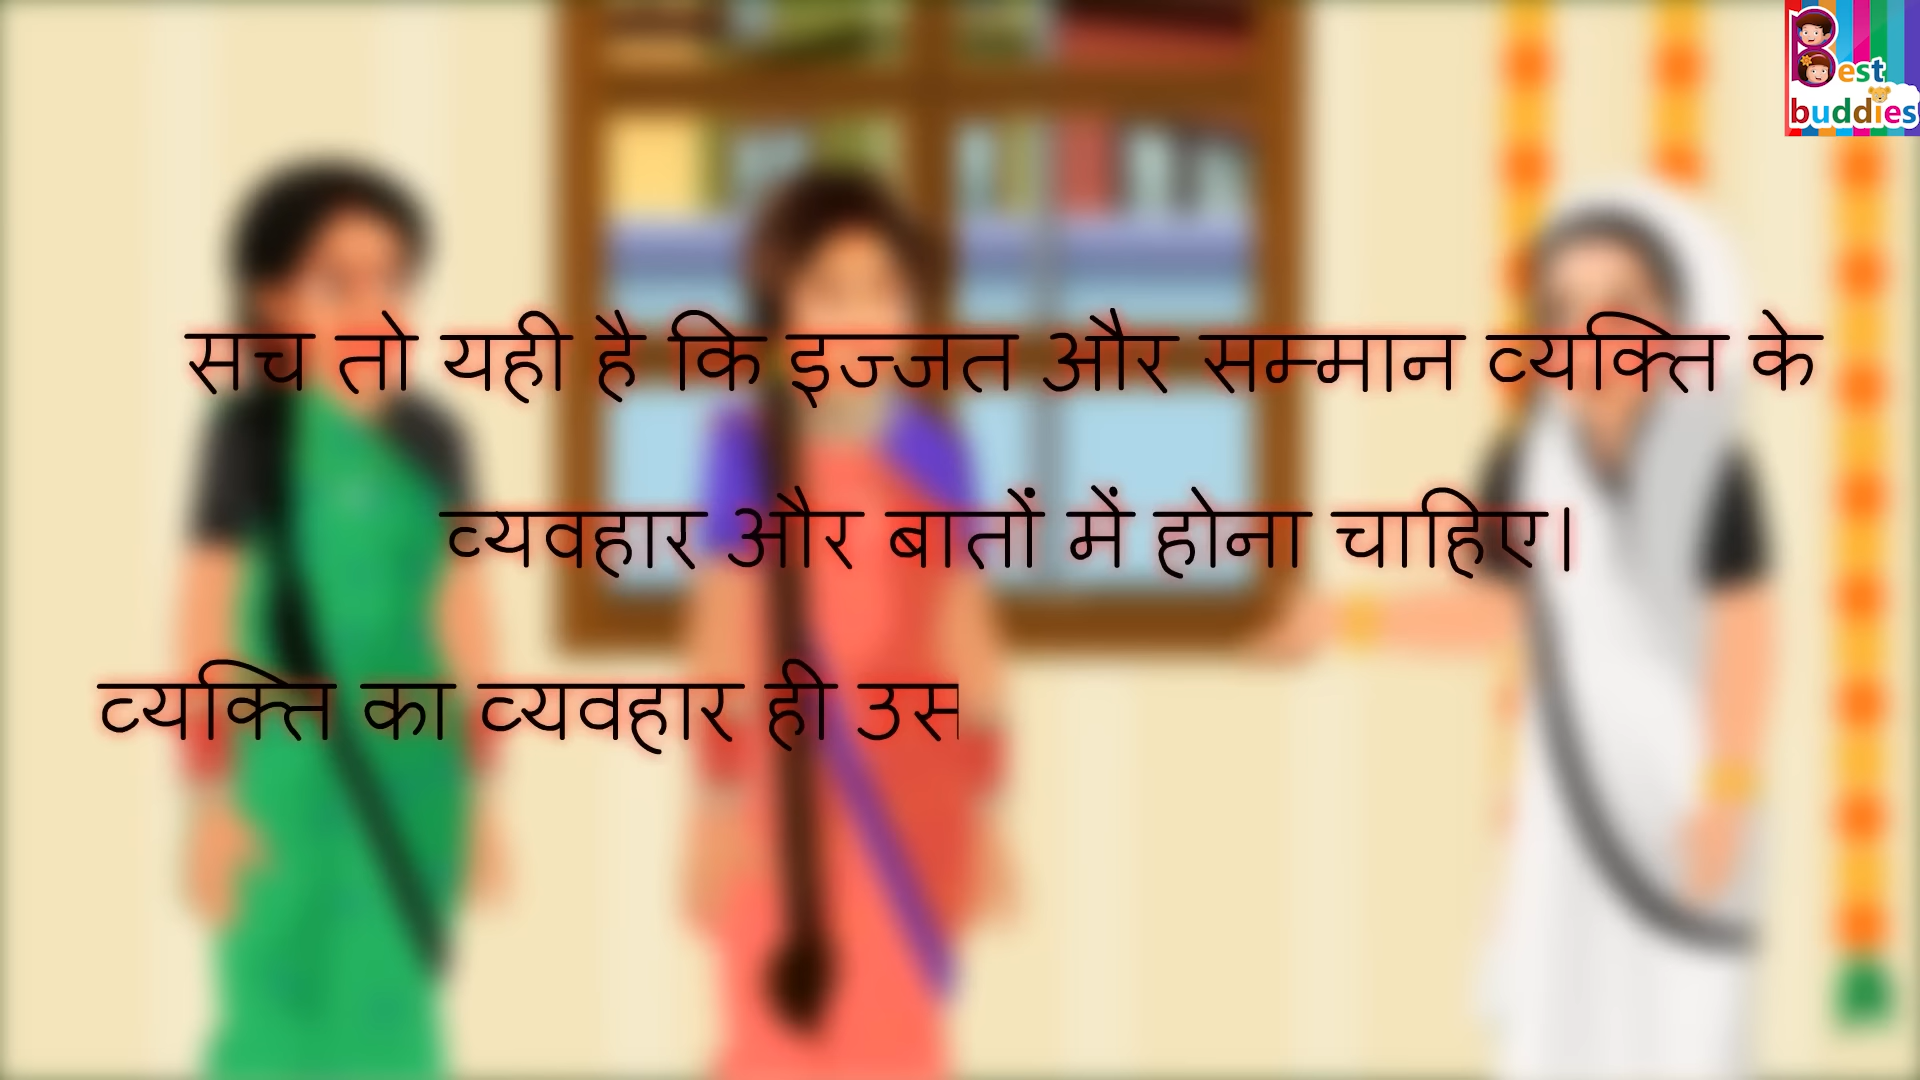 Best
buddies
सच तो यही है कि इज्जत और सम्मान व्यक्ति के
व्यवहार और बातों में होना चाहिए।
व्यक्ति का व्यवहार ही उस